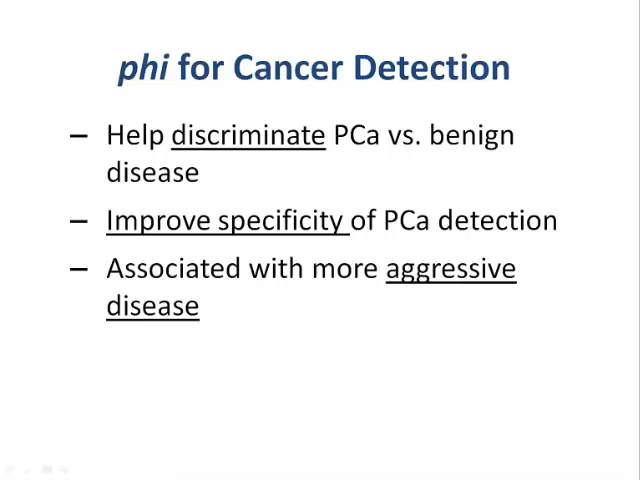 phi for Cancer Detection
– Help discriminate PCa vs. benign
disease
– Improve specificity of PCa detection
– Associated with more aggressive
disease